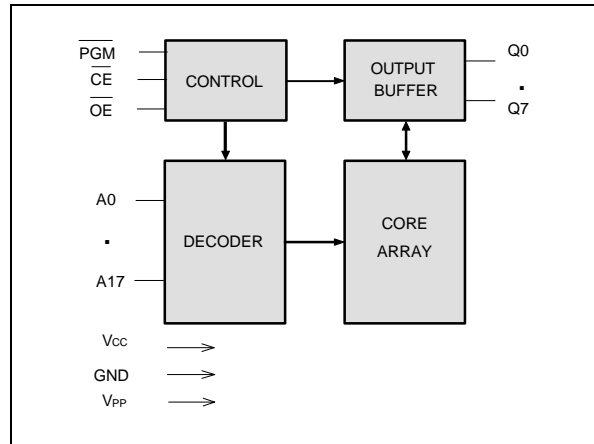 PGM
CE
OE
CONTROL
OUTPUT
BUFFER
Q0
.
Q7
A0
.
A17
DECODER
CORE
ARRAY
VCC
GND
VPP